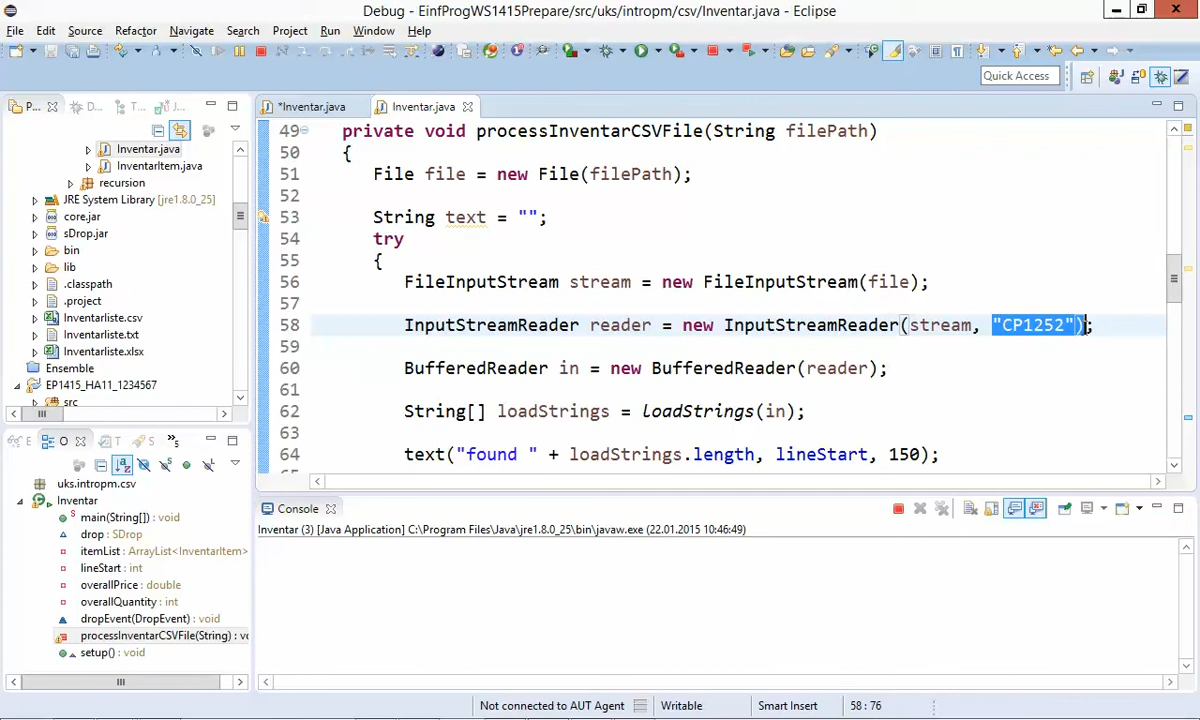 Debug - EinfProgWS1415Prepare/src/uks/intropm/csv/Inventar.java - Eclipse
File Edit Source Refactor Navigate Search Project Run Window Help
Quick Access
P... D... T... J...
*Inventar.java Inventar.java
Inventar.java
InventarItem.java
recursion
JRE System Library [jre1.8.0_25]
core.jar
sDrop.jar
bin
lib
.classpath
.project
Inventarliste.csv
Inventarliste.txt
Inventarliste.xlsx
Ensemble
EP1415_HA11_1234567
src
49 private void processInventarCSVFile(String filePath)
50 {
51 File file = new File(filePath);
52
53 String text = "";
54 try
55 {
56 FileInputStream stream = new FileInputStream(file);
57
58 InputStreamReader reader = new InputStreamReader(stream, "CP1252");
59
60 BufferedReader in = new BufferedReader(reader);
61
62 String[] loadStrings = loadStrings(in);
63
64 text("found " + loadStrings.length, lineStart, 150);
E O T S »5
uks.intropm.csv
Inventar
main(String[]) : void
drop : SDrop
itemList : ArrayList<InventarItem>
lineStart : int
overallPrice : double
overallQuantity : int
dropEvent(DropEvent) : void
processInventarCSVFile(String) : vo
setup() : void
Console
Inventar (3) [Java Application] C:\Program Files\Java\jre1.8.0_25\bin\javaw.exe (22.01.2015 10:46:49)
Not connected to AUT Agent Writable Smart Insert 58 : 76